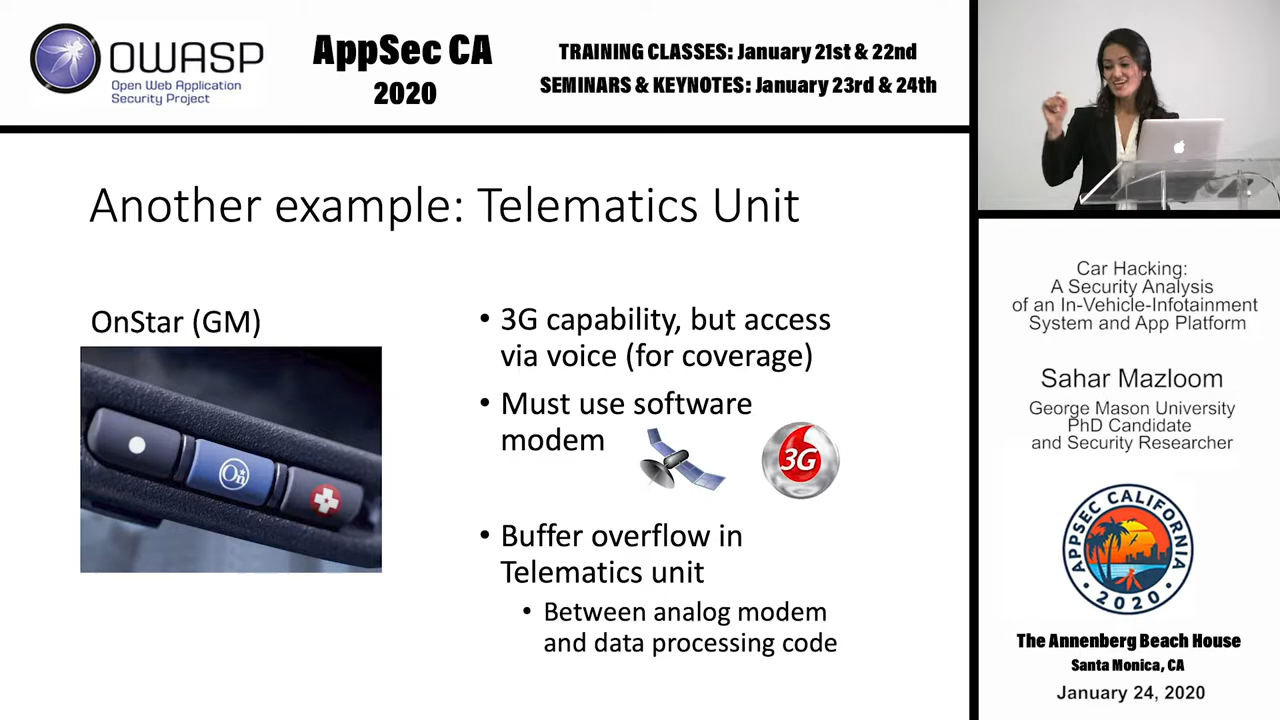 OWASP
Open Web Application
Security Project
AppSec CA
2020
TRAINING CLASSES: January 21st & 22nd
SEMINARS & KEYNOTES: January 23rd & 24th
Another example: Telematics Unit
OnStar (GM)
On
• 3G capability, but access
via voice (for coverage)
• Must use software
modem
3G
• Buffer overflow in
Telematics unit
• Between analog modem
and data processing code
Car Hacking:
A Security Analysis
of an In-Vehicle-Infotainment
System and App Platform
Sahar Mazloom
George Mason University
PhD Candidate
and Security Researcher
APPSEC CALIFORNIA
• 2020 •
The Annenberg Beach House
Santa Monica, CA
January 24, 2020